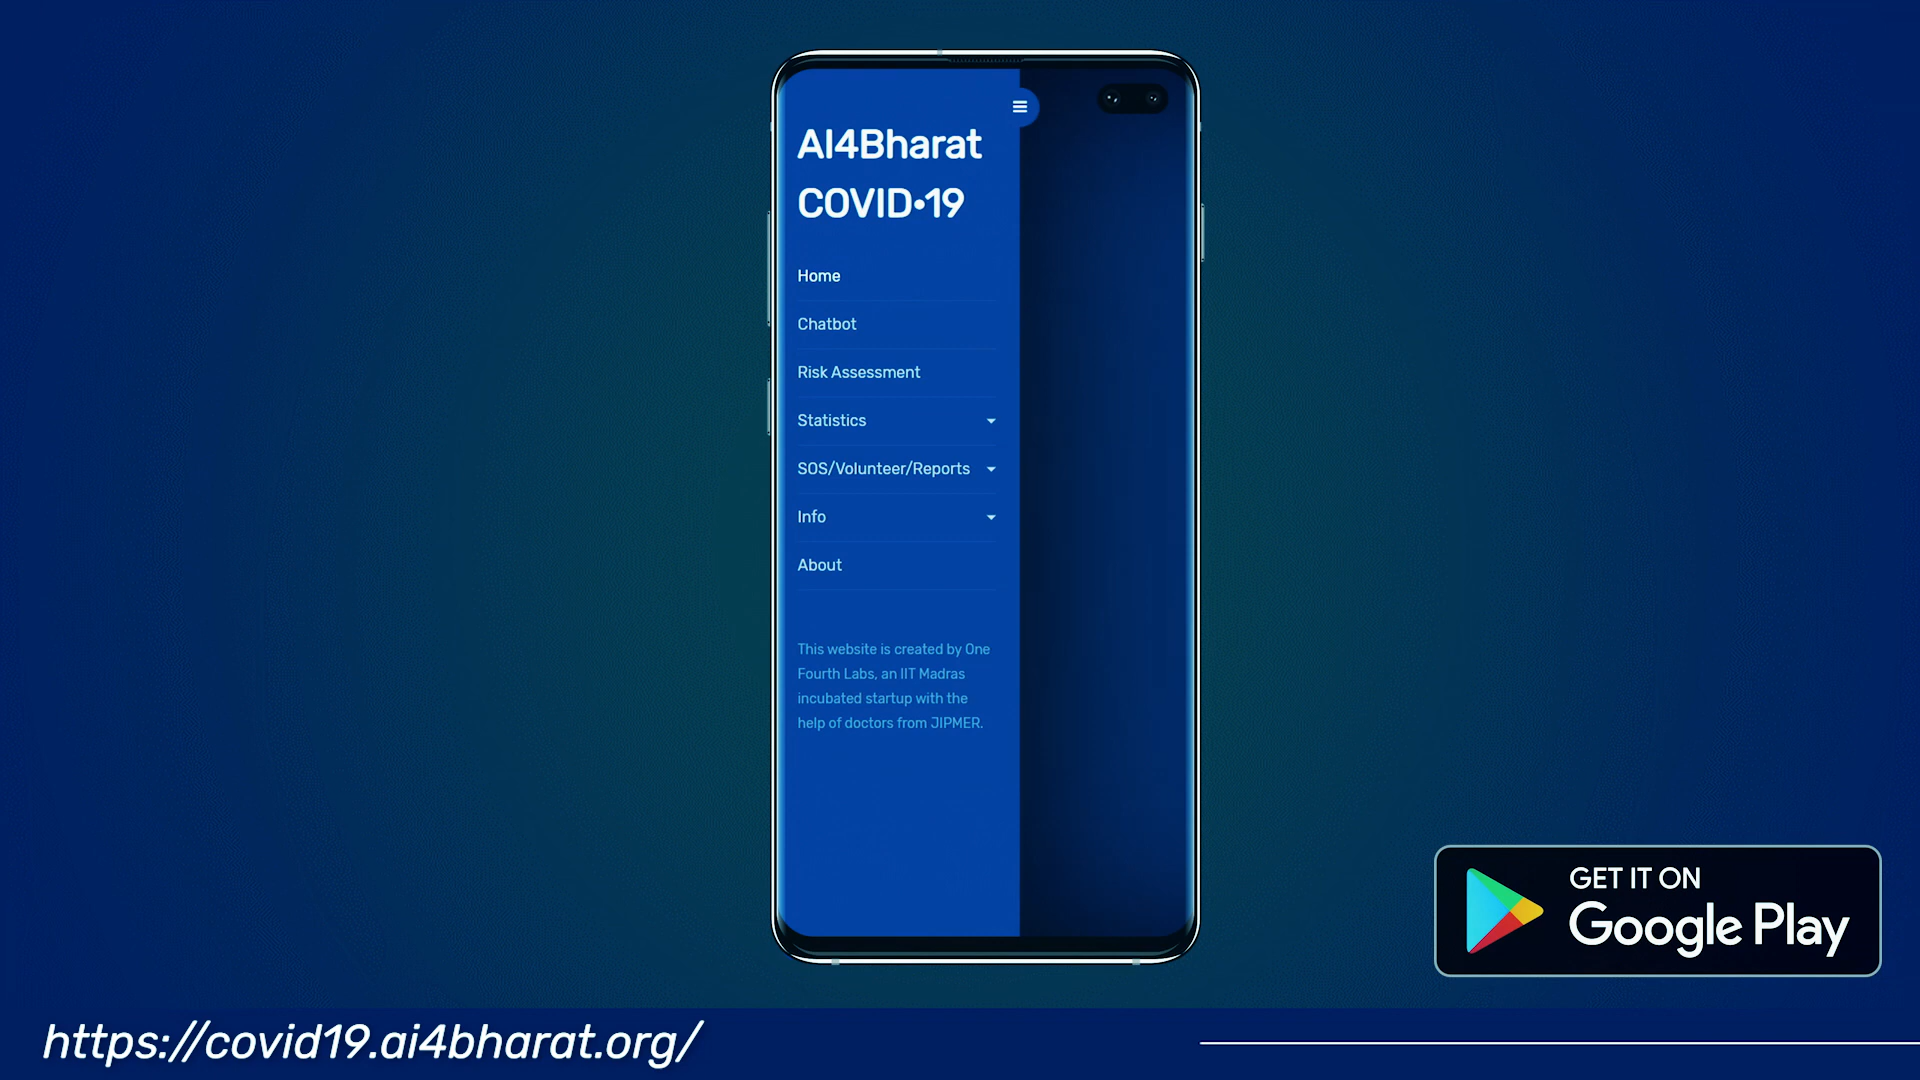 AI4Bharat
COVID•19
Home
Chatbot
Risk Assessment
Statistics
SOS/Volunteer/Reports
Info
About
This website is created by One
Fourth Labs, an IIT Madras
incubated startup with the
help of doctors from JIPMER.
GET IT ON
Google Play
https://covid19.ai4bharat.org/